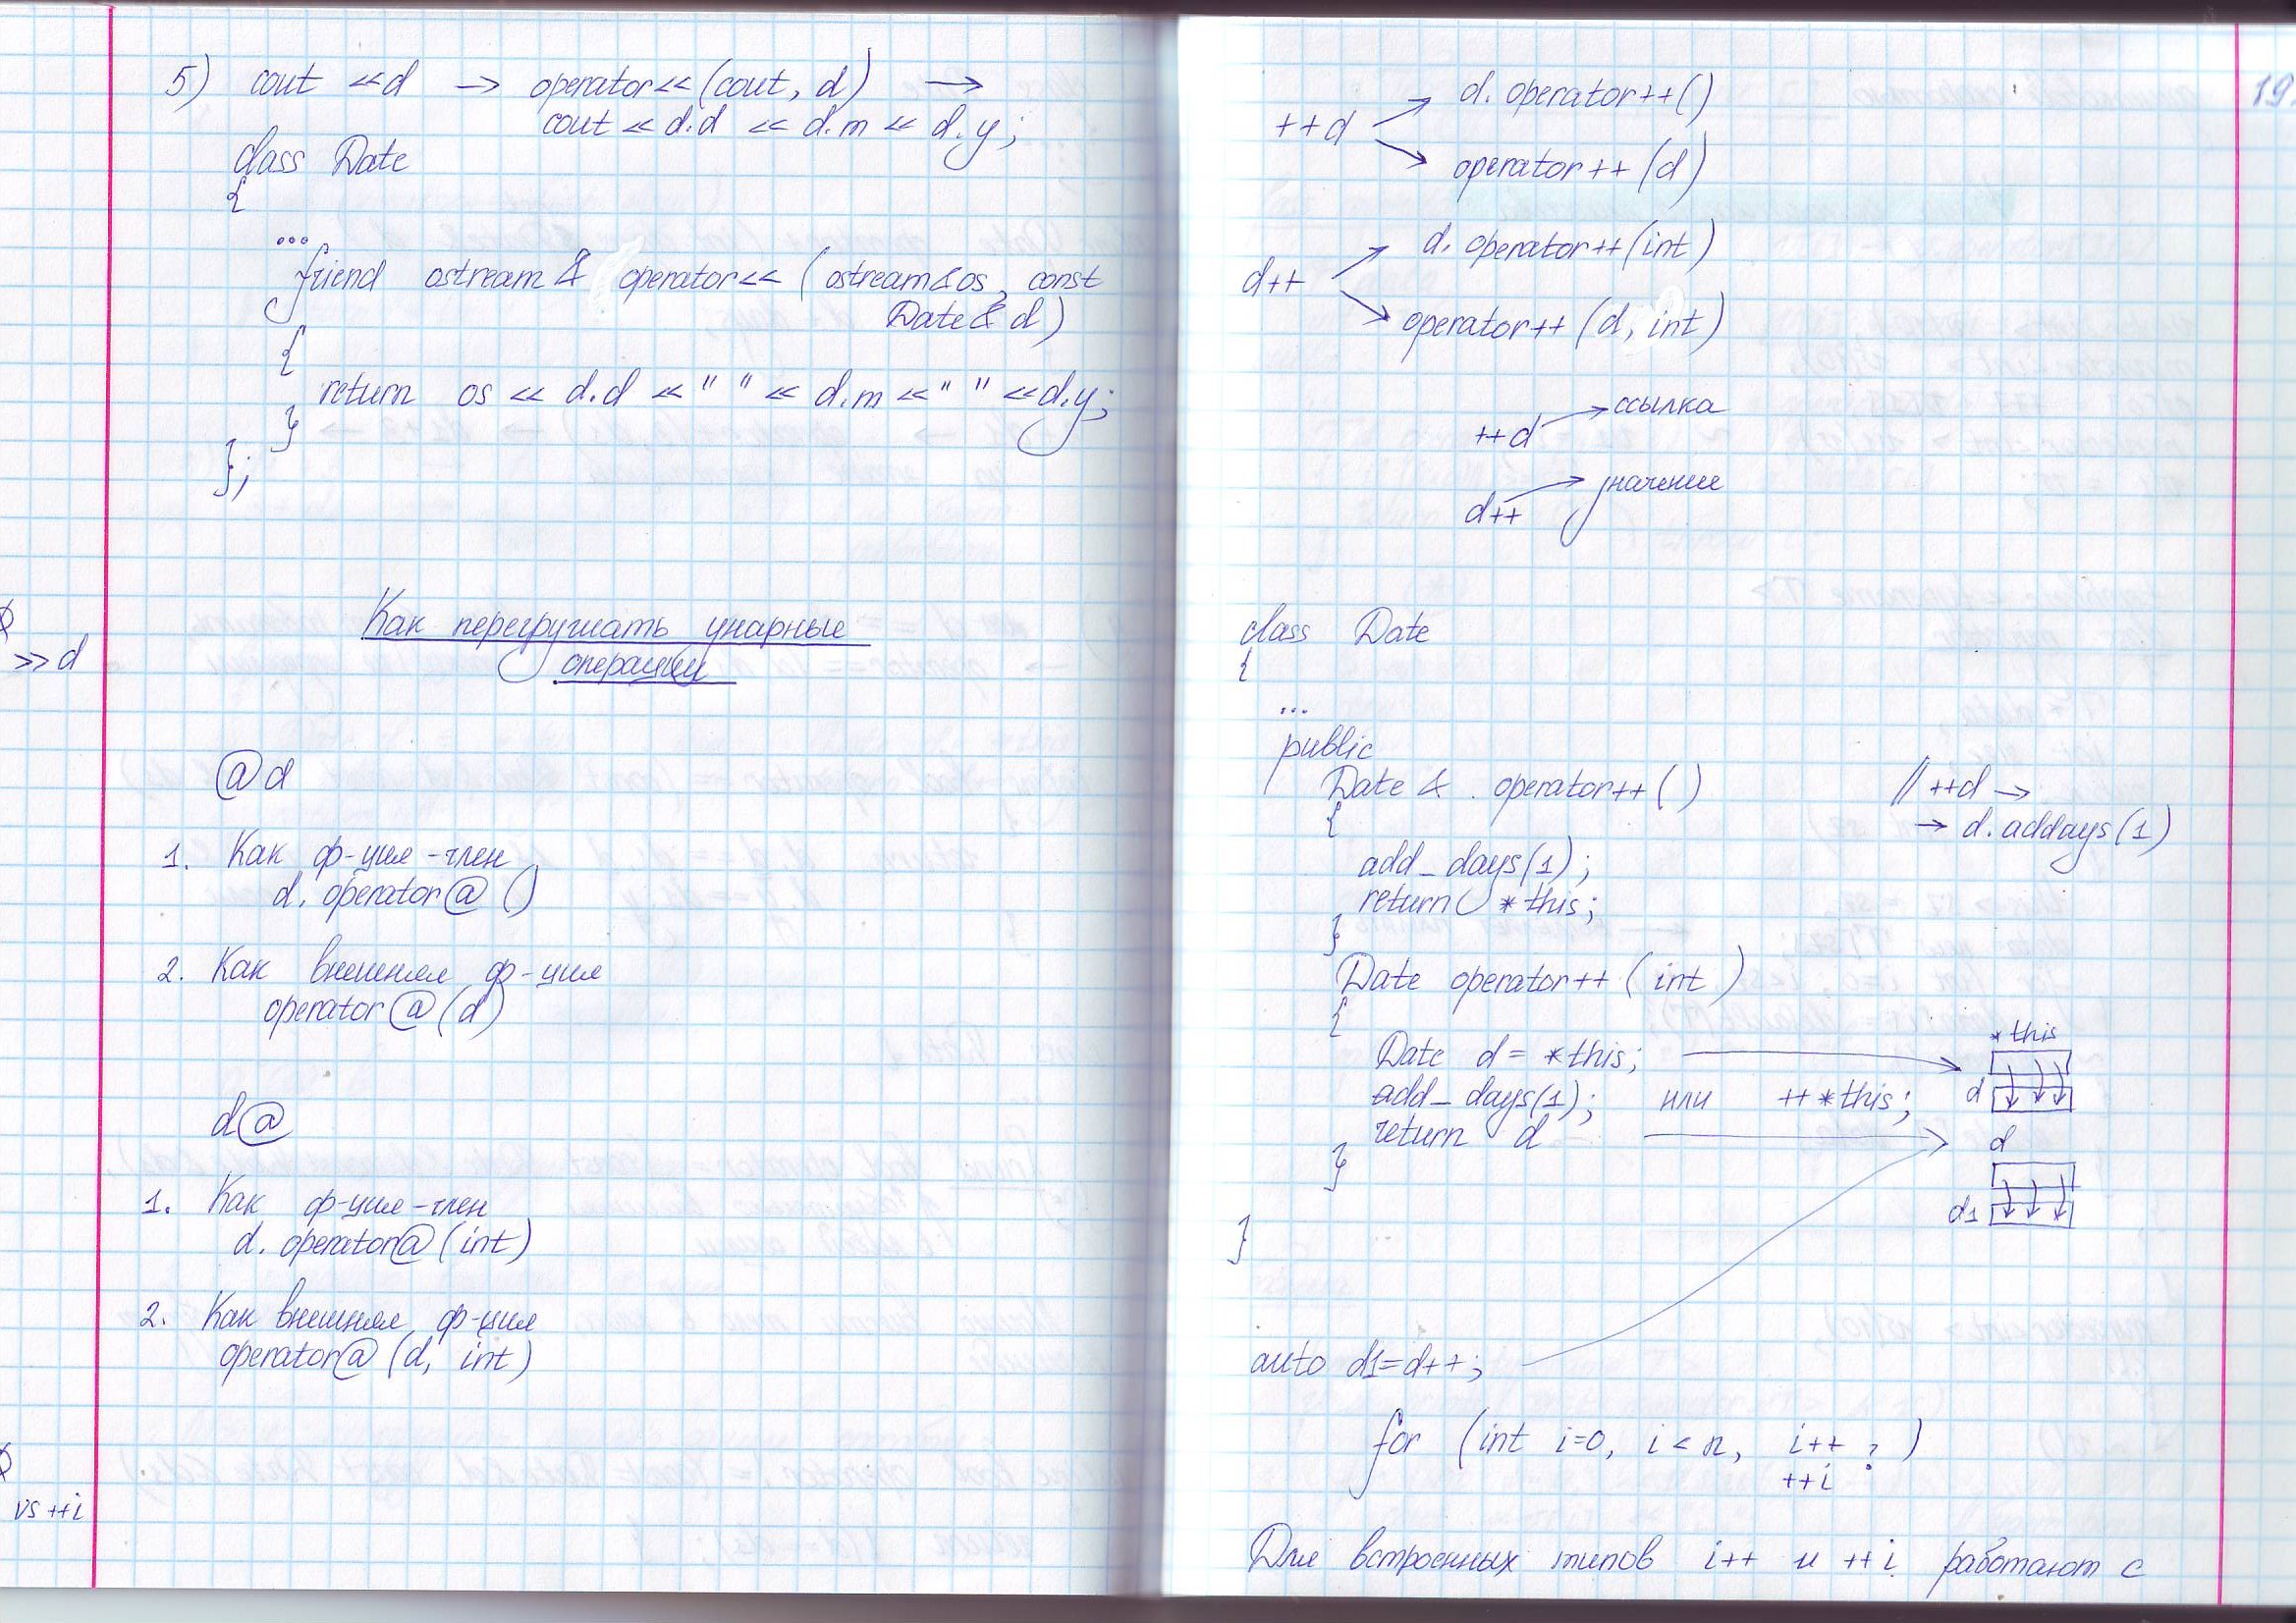 5) cout << d → operator<<(cout, d) →
cout << d.d << d.m << d.y;
class Date
{
...
friend ostream & operator<< ( ostream&os, const
Date & d)
{
return os << d.d <<" " << d.m <<" " <<d.y;
}
};
>> d
Как перегружать унарные
операции
@d
1. Как ф-ция-член
d. operator@ ()
2. Как внешняя ф-ция
operator@(d)
d@
1. Как ф-ция-член
d. operator@(int)
2. Как внешняя ф-ция
operator@(d, int)
vs ++i
19
++d
d. operator++()
operator++ (d)
d++
d. operator++(int)
operator++ (d, int)
++d → ссылка
d++ → значение
class Date
{
...
public
Date & operator++ ( ) // ++d →
{ → d.addays(1)
add_days(1);
return *this;
}
Date operator++ ( int )
{
*this
Date d= *this;
d
add_days(1); или ++*this;
return d
d
}
d1
}
auto d1=d++;
for (int i=0, i<n, i++ ? )
++i
Для встроенных типов i++ и ++i работают с